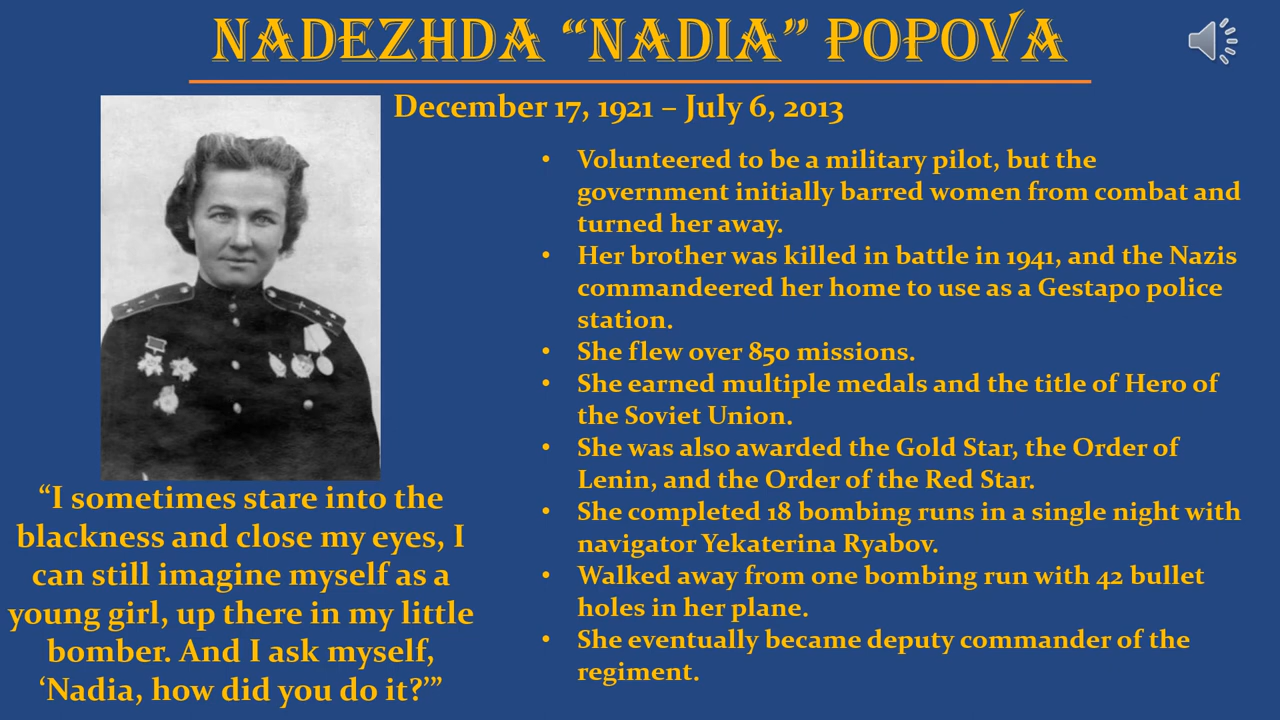 NADEZHDA “NADIA” POPOVA
December 17, 1921 – July 6, 2013
• Volunteered to be a military pilot, but the
government initially barred women from combat and
turned her away.
• Her brother was killed in battle in 1941, and the Nazis
commandeered her home to use as a Gestapo police
station.
• She flew over 850 missions.
• She earned multiple medals and the title of Hero of
the Soviet Union.
• She was also awarded the Gold Star, the Order of
Lenin, and the Order of the Red Star.
• She completed 18 bombing runs in a single night with
navigator Yekaterina Ryabov.
• Walked away from one bombing run with 42 bullet
holes in her plane.
• She eventually became deputy commander of the
regiment.
“I sometimes stare into the
blackness and close my eyes, I
can still imagine myself as a
young girl, up there in my little
bomber. And I ask myself,
‘Nadia, how did you do it?’”